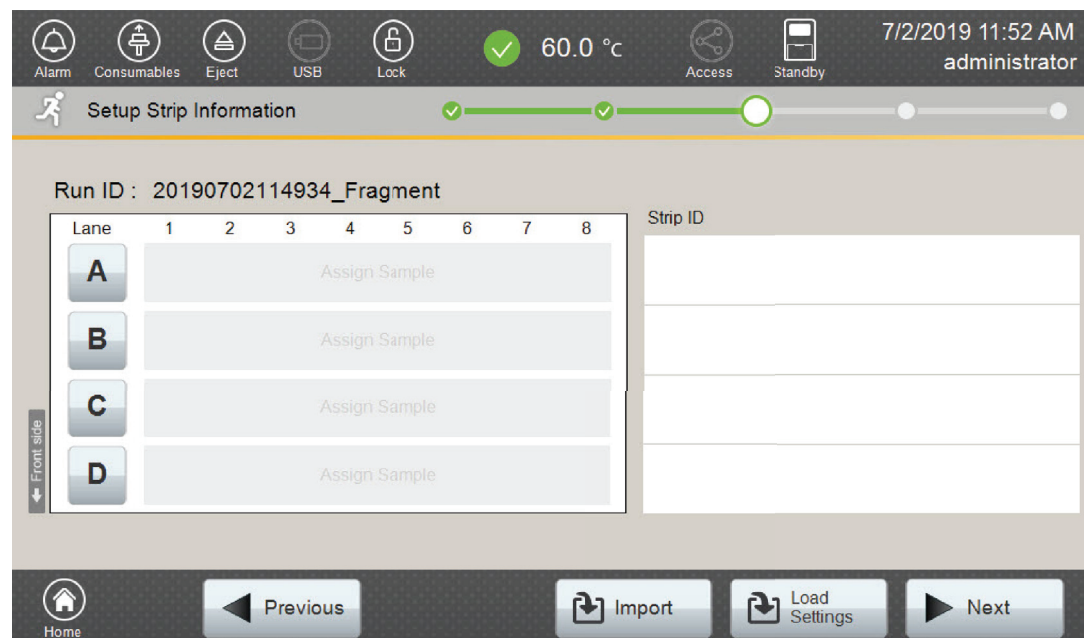 7/2/2019 11:52 AM
60.0 °C
administrator
Alarm Consumables Eject USB Lock Access Standby
Setup Strip Information
Run ID : 20190702114934_Fragment
Strip ID
Lane 1 2 3 4 5 6 7 8
A Assign Sample
B Assign Sample
C Assign Sample
D Assign Sample
Front side
Previous Import Load Settings Next
Home